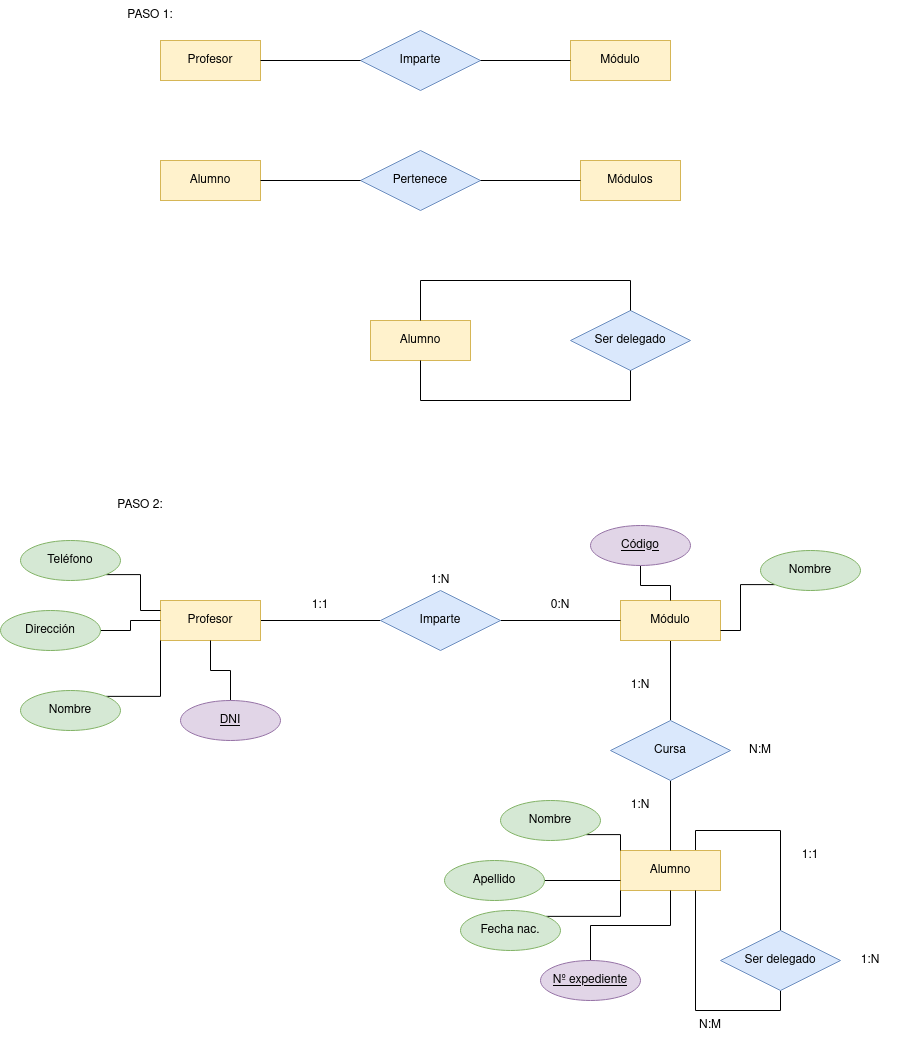 PASO 1:
Profesor
Imparte
Módulo
Alumno
Pertenece
Módulos
Alumno
Ser delegado
PASO 2:
Código
Teléfono
Nombre
1:N
1:1
0:N
Profesor
Imparte
Módulo
Dirección
1:N
Nombre
DNI
Cursa
N:M
1:N
Nombre
1:1
Alumno
Apellido
Fecha nac.
Ser delegado
1:N
Nº expediente
N:M